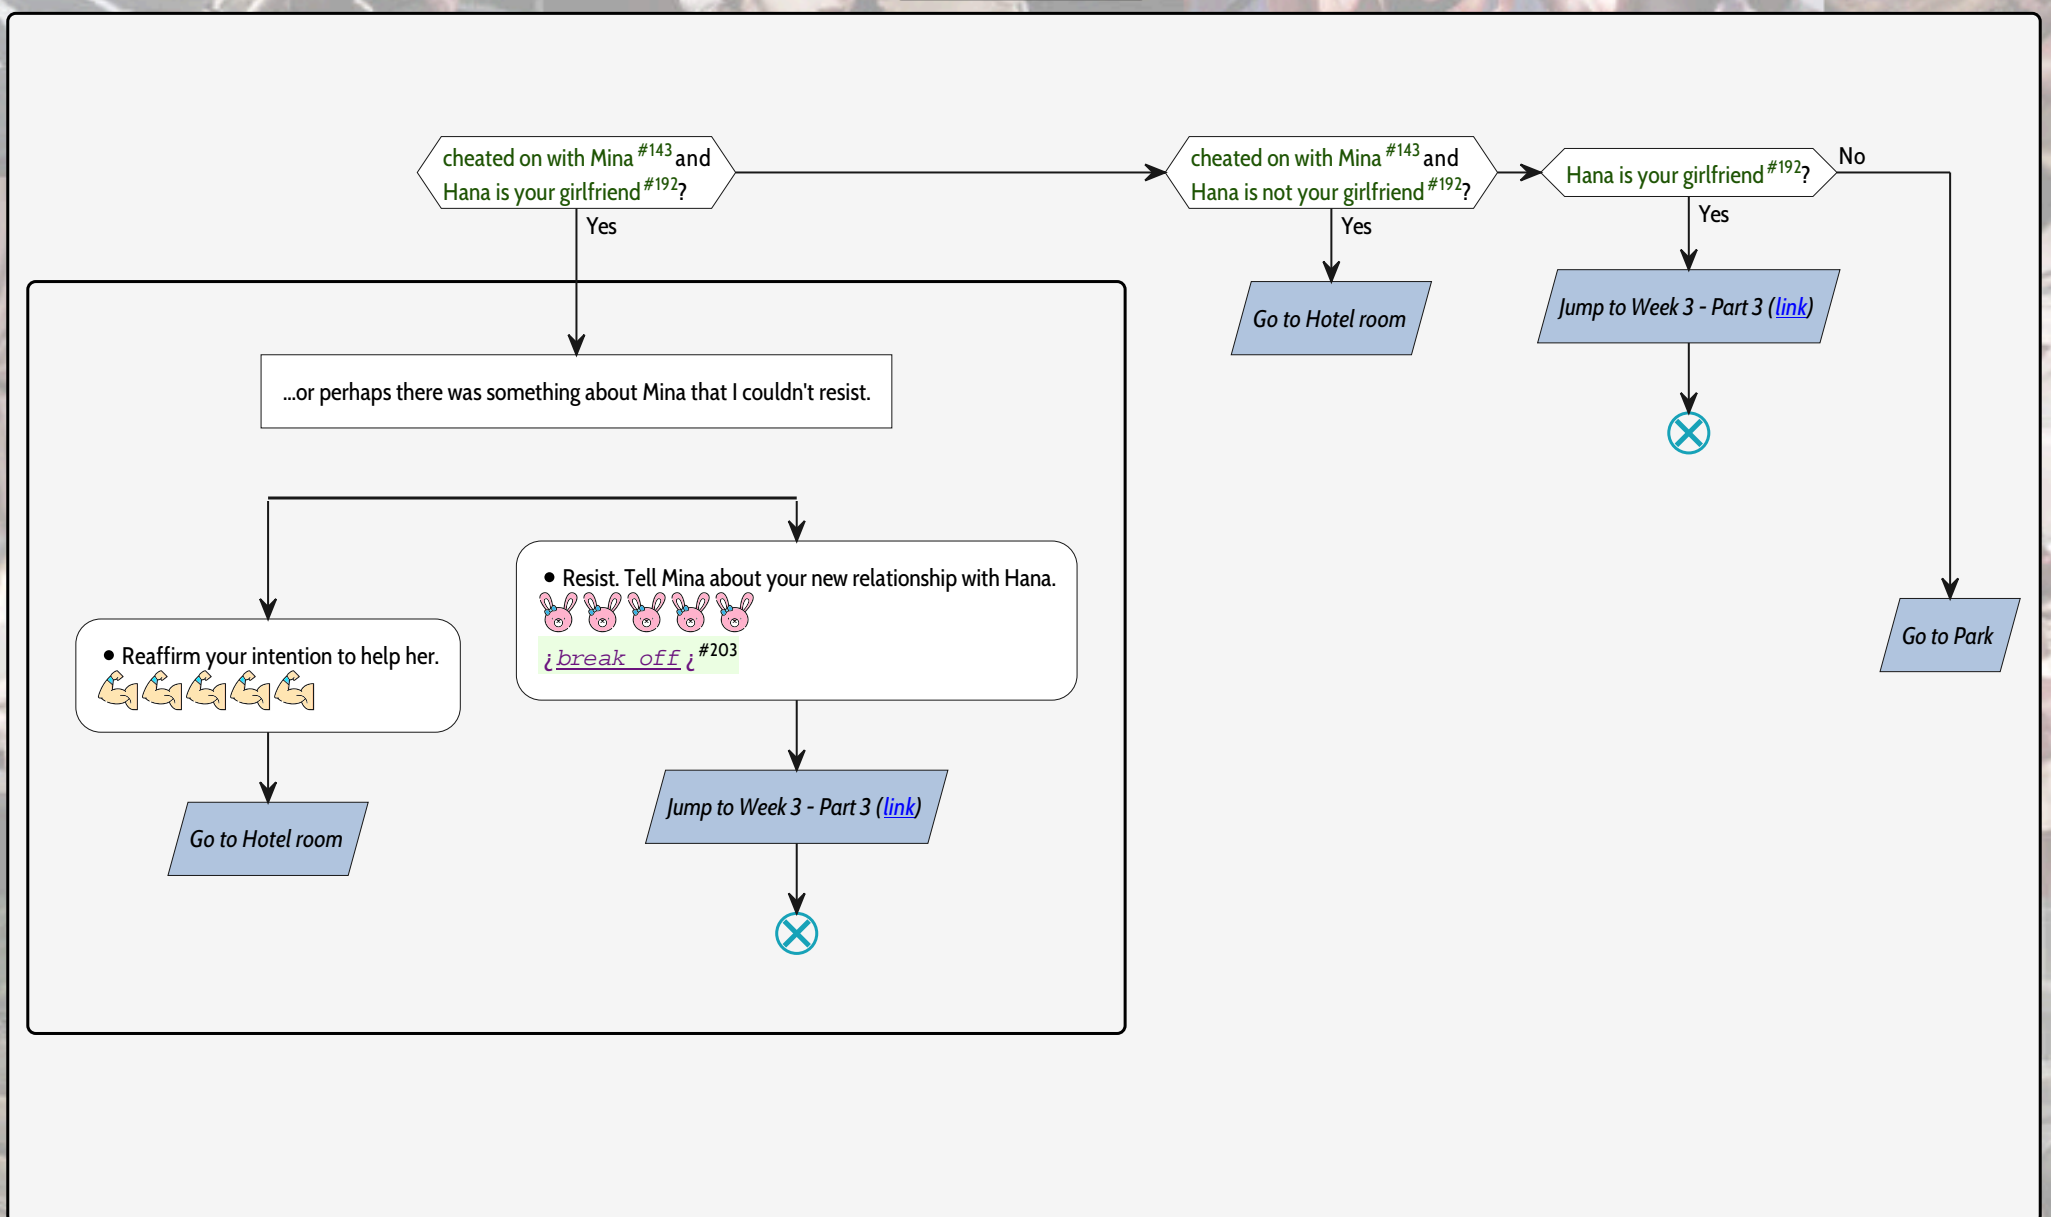 cheated on with Mina #143 and
Hana is your girlfriend #192?
Yes
cheated on with Mina #143 and
Hana is not your girlfriend #192?
Yes
Hana is your girlfriend #192?
No
Yes
Go to Hotel room
Jump to Week 3 - Part 3 (link)
...or perhaps there was something about Mina that I couldn't resist.
• Resist. Tell Mina about your new relationship with Hana.
¿break off¿ #203
• Reaffirm your intention to help her.
Go to Park
Jump to Week 3 - Part 3 (link)
Go to Hotel room